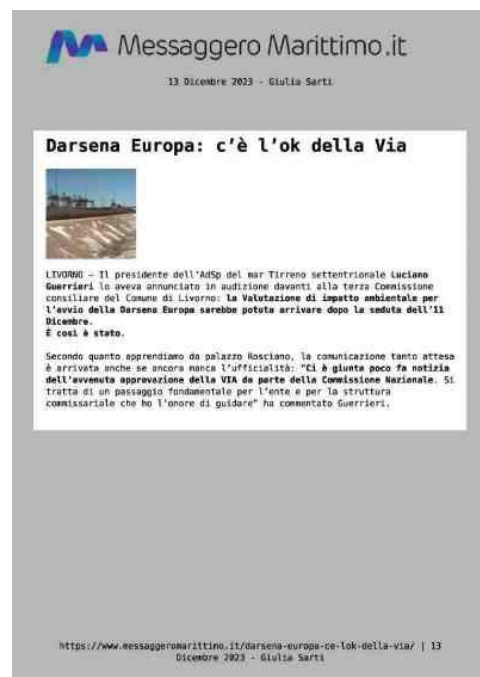 Messaggero Marittimo.it
13 Dicembre 2023 - Giulia Sarti
Darsena Europa: c'è l'ok della Via
LIVORNO – Il presidente dell'AdSp del mar Tirreno settentrionale Luciano
Guerrieri lo aveva annunciato in audizione davanti alla terza Commissione
consiliare del Comune di Livorno: la Valutazione di impatto ambientale per
l'avvio della Darsena Europa sarebbe potuta arrivare dopo la seduta dell'11
Dicembre.
E così è stato.
Secondo quanto apprendiamo da palazzo Rosciano, la comunicazione tanto attesa
è arrivata anche se ancora manca l'ufficialità: "Ci è giunta poco fa notizia
dell'avvenuta approvazione della VIA da parte della Commissione Nazionale. Si
tratta di un passaggio fondamentale per l'ente e per la struttura
commissariale che ho l'onore di guidare" ha commentato Guerrieri.
https://www.messaggeromarittimo.it/darsena-europa-ce-lok-della-via/ | 13
Dicembre 2023 - Giulia Sarti